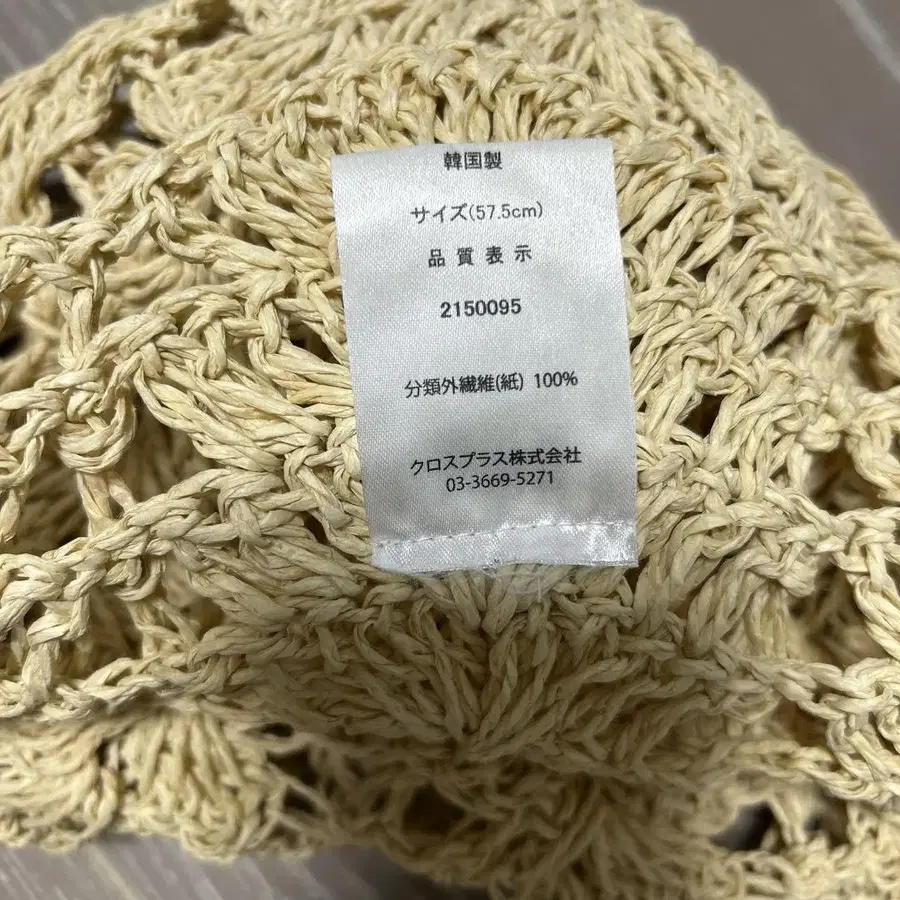 韓国製
サイズ(57.5cm)
品質表示
2150095
分類外繊維(紙) 100%
クロスプラス株式会社
03-3669-5271